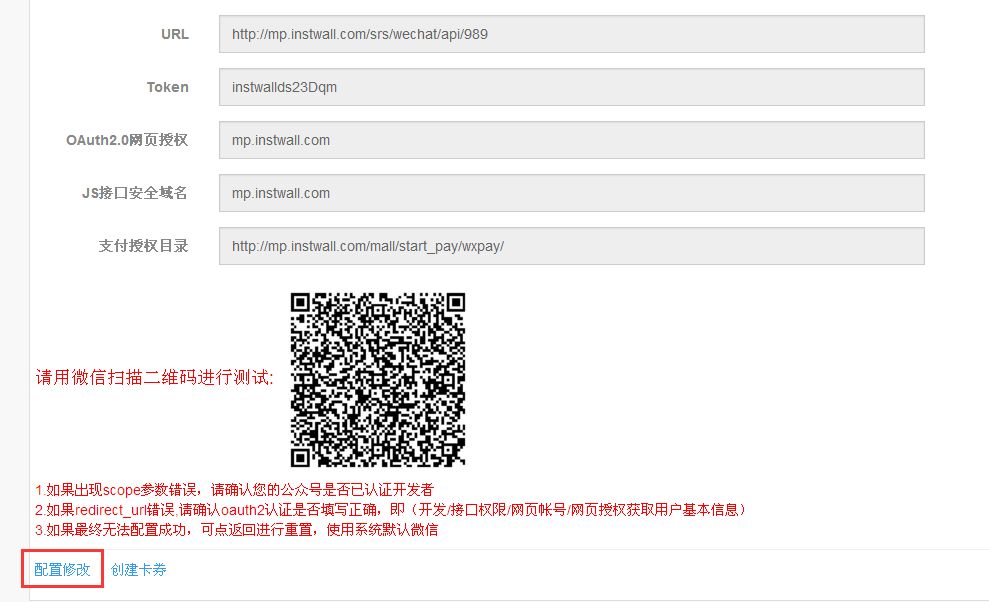 URL http://mp.instwall.com/srs/wechat/api/989
Token instwallds23Dqm
OAuth2.0网页授权 mp.instwall.com
JS接口安全域名 mp.instwall.com
支付授权目录 http://mp.instwall.com/mall/start_pay/wxpay/
请用微信扫描二维码进行测试:
1.如果出现scope参数错误，请确认您的公众号是否已认证开发者
2.如果redirect_url错误,请确认oauth2认证是否填写正确，即（开发/接口权限/网页帐号/网页授权获取用户基本信息）
3.如果最终无法配置成功，可点返回进行重置，使用系统默认微信
配置修改 创建卡券